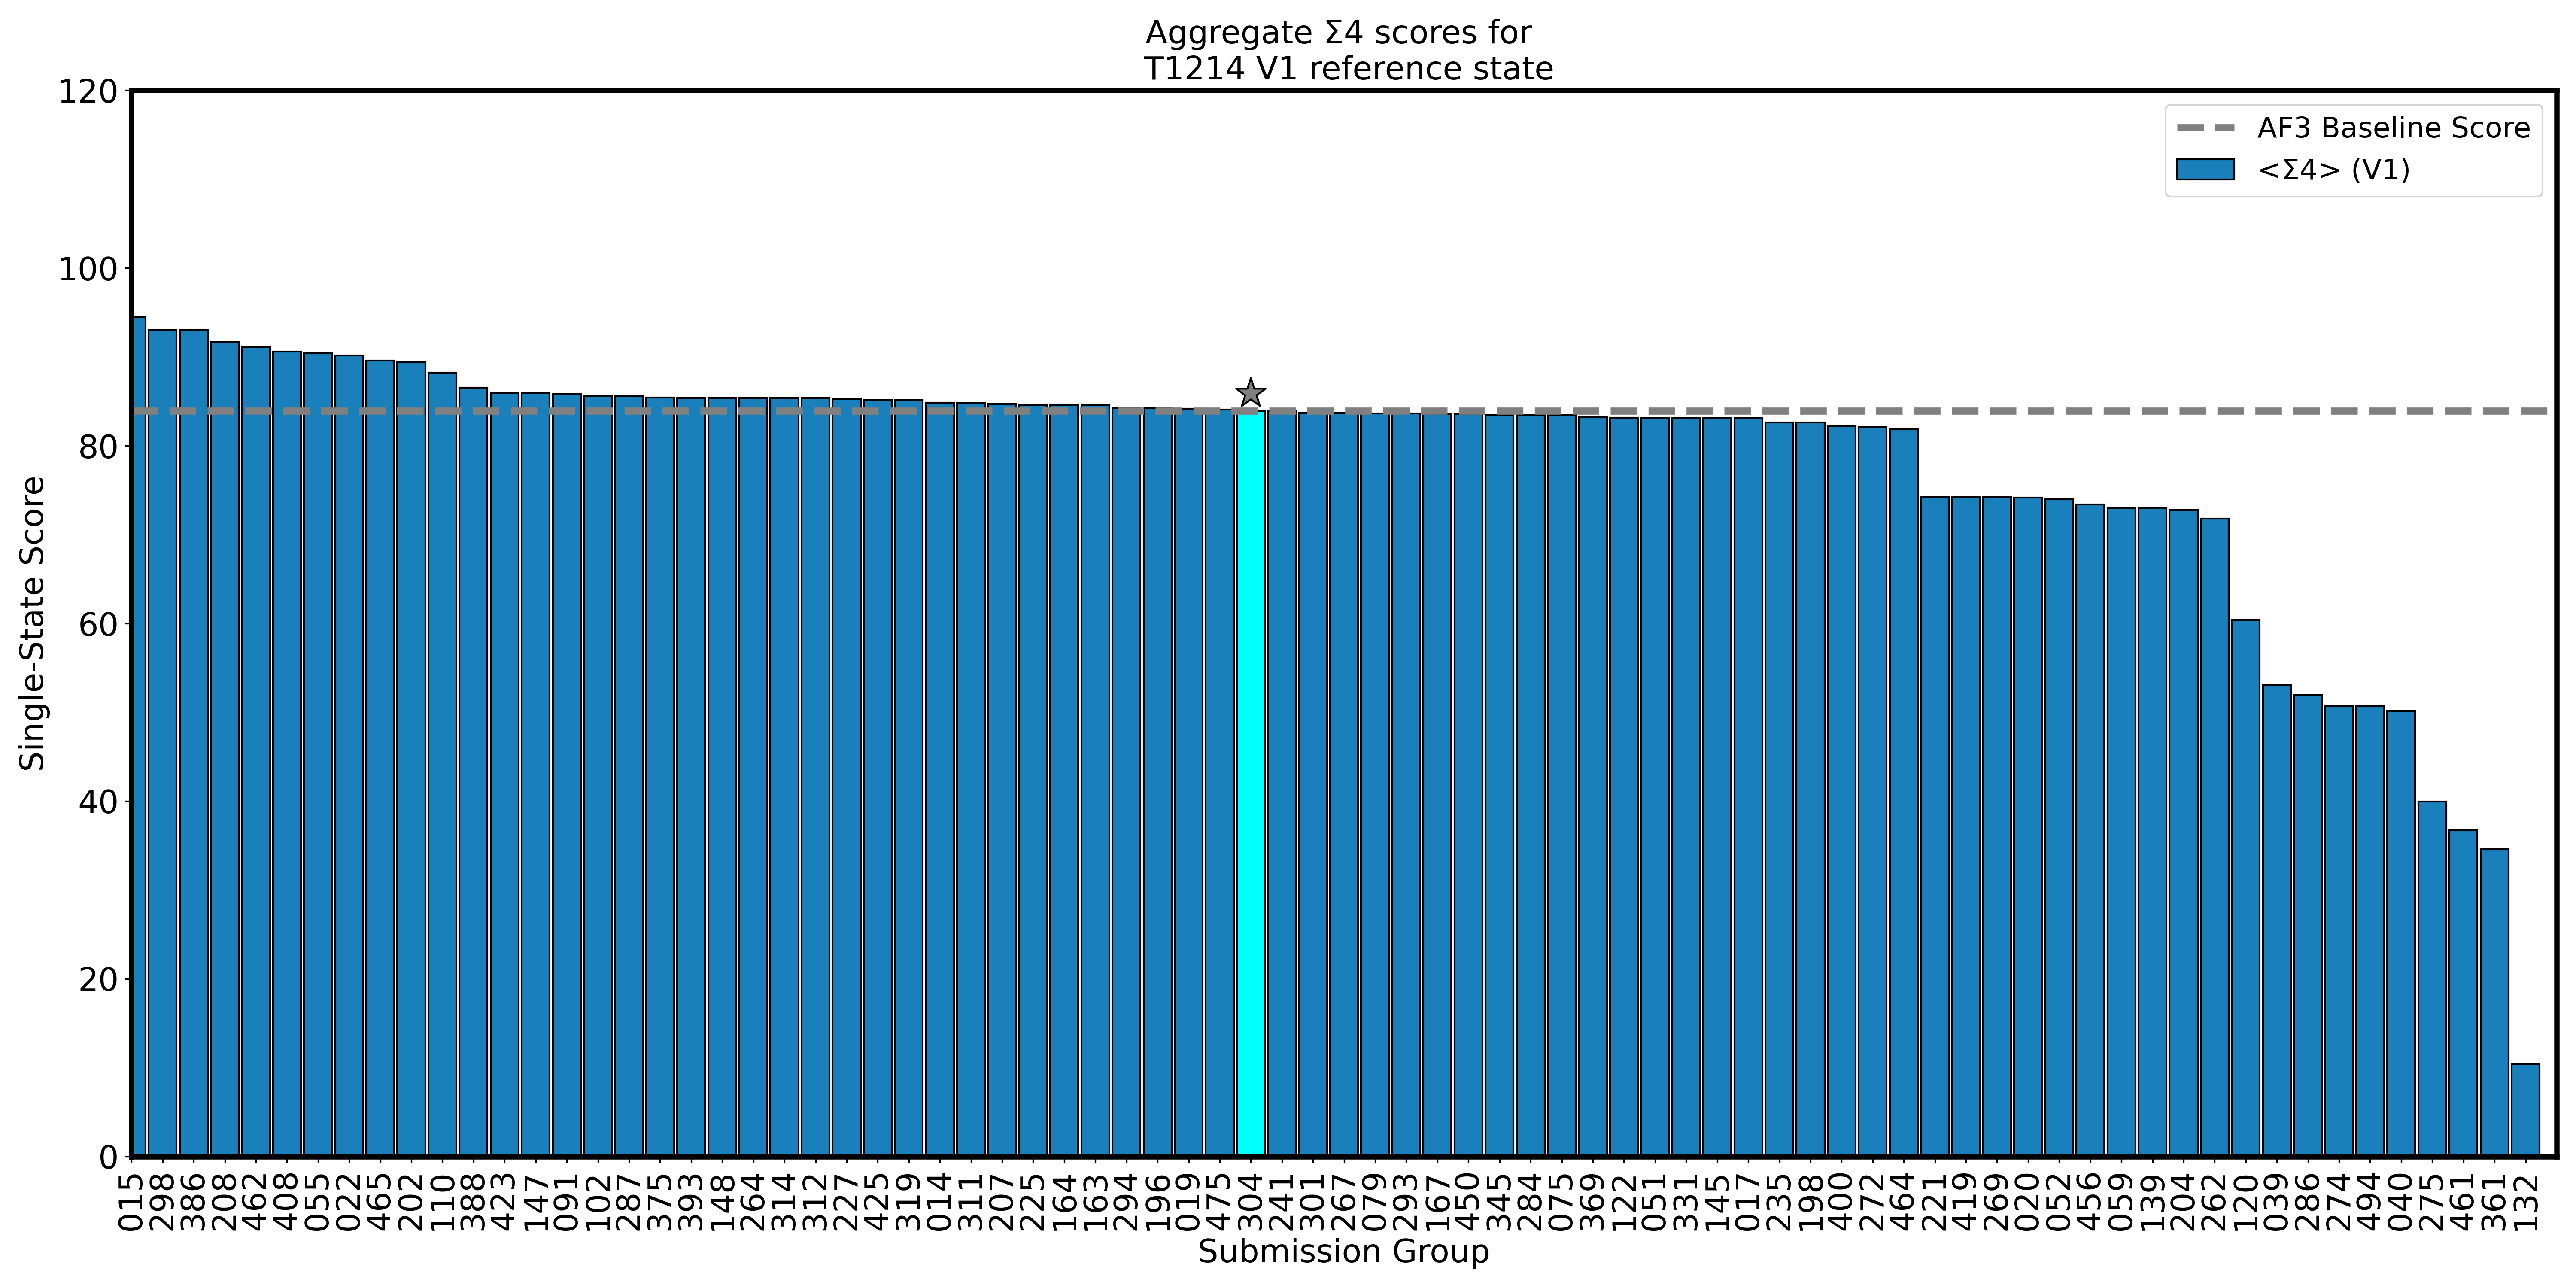 Aggregate Σ4 scores for
T1214 V1 reference state
120
100
80
60
40
20
0
Single-State Score
AF3 Baseline Score
<Σ4> (V1)
015 298 386 208 462 408 055 022 465 202 110 388 423 147 091 102 287 375 393 148 264 314 312 227 425 319 014 311 207 225 164 163 294 196 019 475 304 241 301 267 079 293 167 450 345 284 075 369 122 051 331 145 017 235 198 400 272 464 221 419 269 020 052 456 059 139 204 262 120 039 286 274 494 040 275 461 361 132
Submission Group